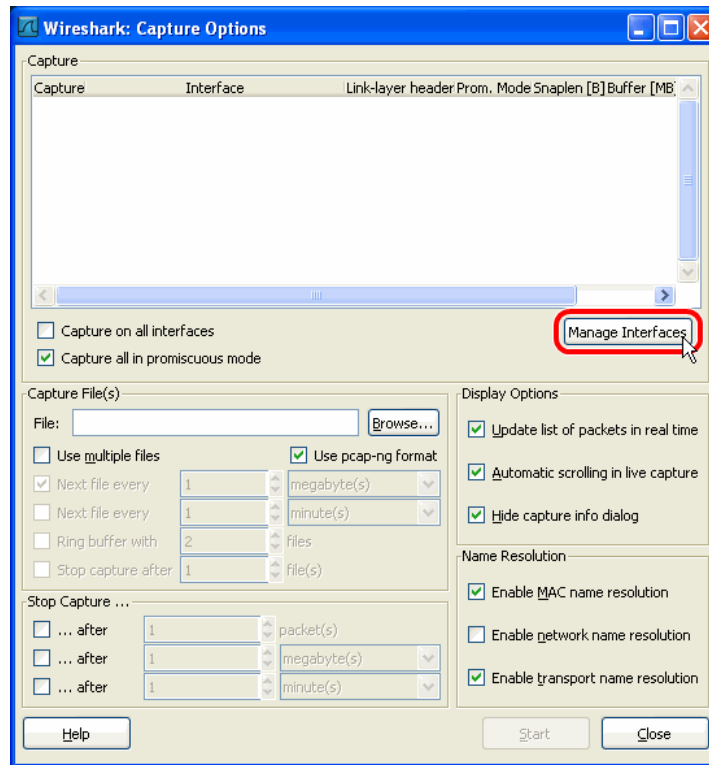 Wireshark: Capture Options
Capture
Capture Interface Link-layer header Prom. Mode Snaplen [B] Buffer [MB]
Capture on all interfaces
Manage Interfaces
Capture all in promiscuous mode
Capture File(s)
File: Browse...
Use multiple files Use pcap-ng format
Next file every 1 megabyte(s)
Next file every 1 minute(s)
Ring buffer with 2 files
Stop capture after 1 file(s)
Stop Capture ...
... after 1 packet(s)
... after 1 megabyte(s)
... after 1 minute(s)
Display Options
Update list of packets in real time
Automatic scrolling in live capture
Hide capture info dialog
Name Resolution
Enable MAC name resolution
Enable network name resolution
Enable transport name resolution
Help Start Close